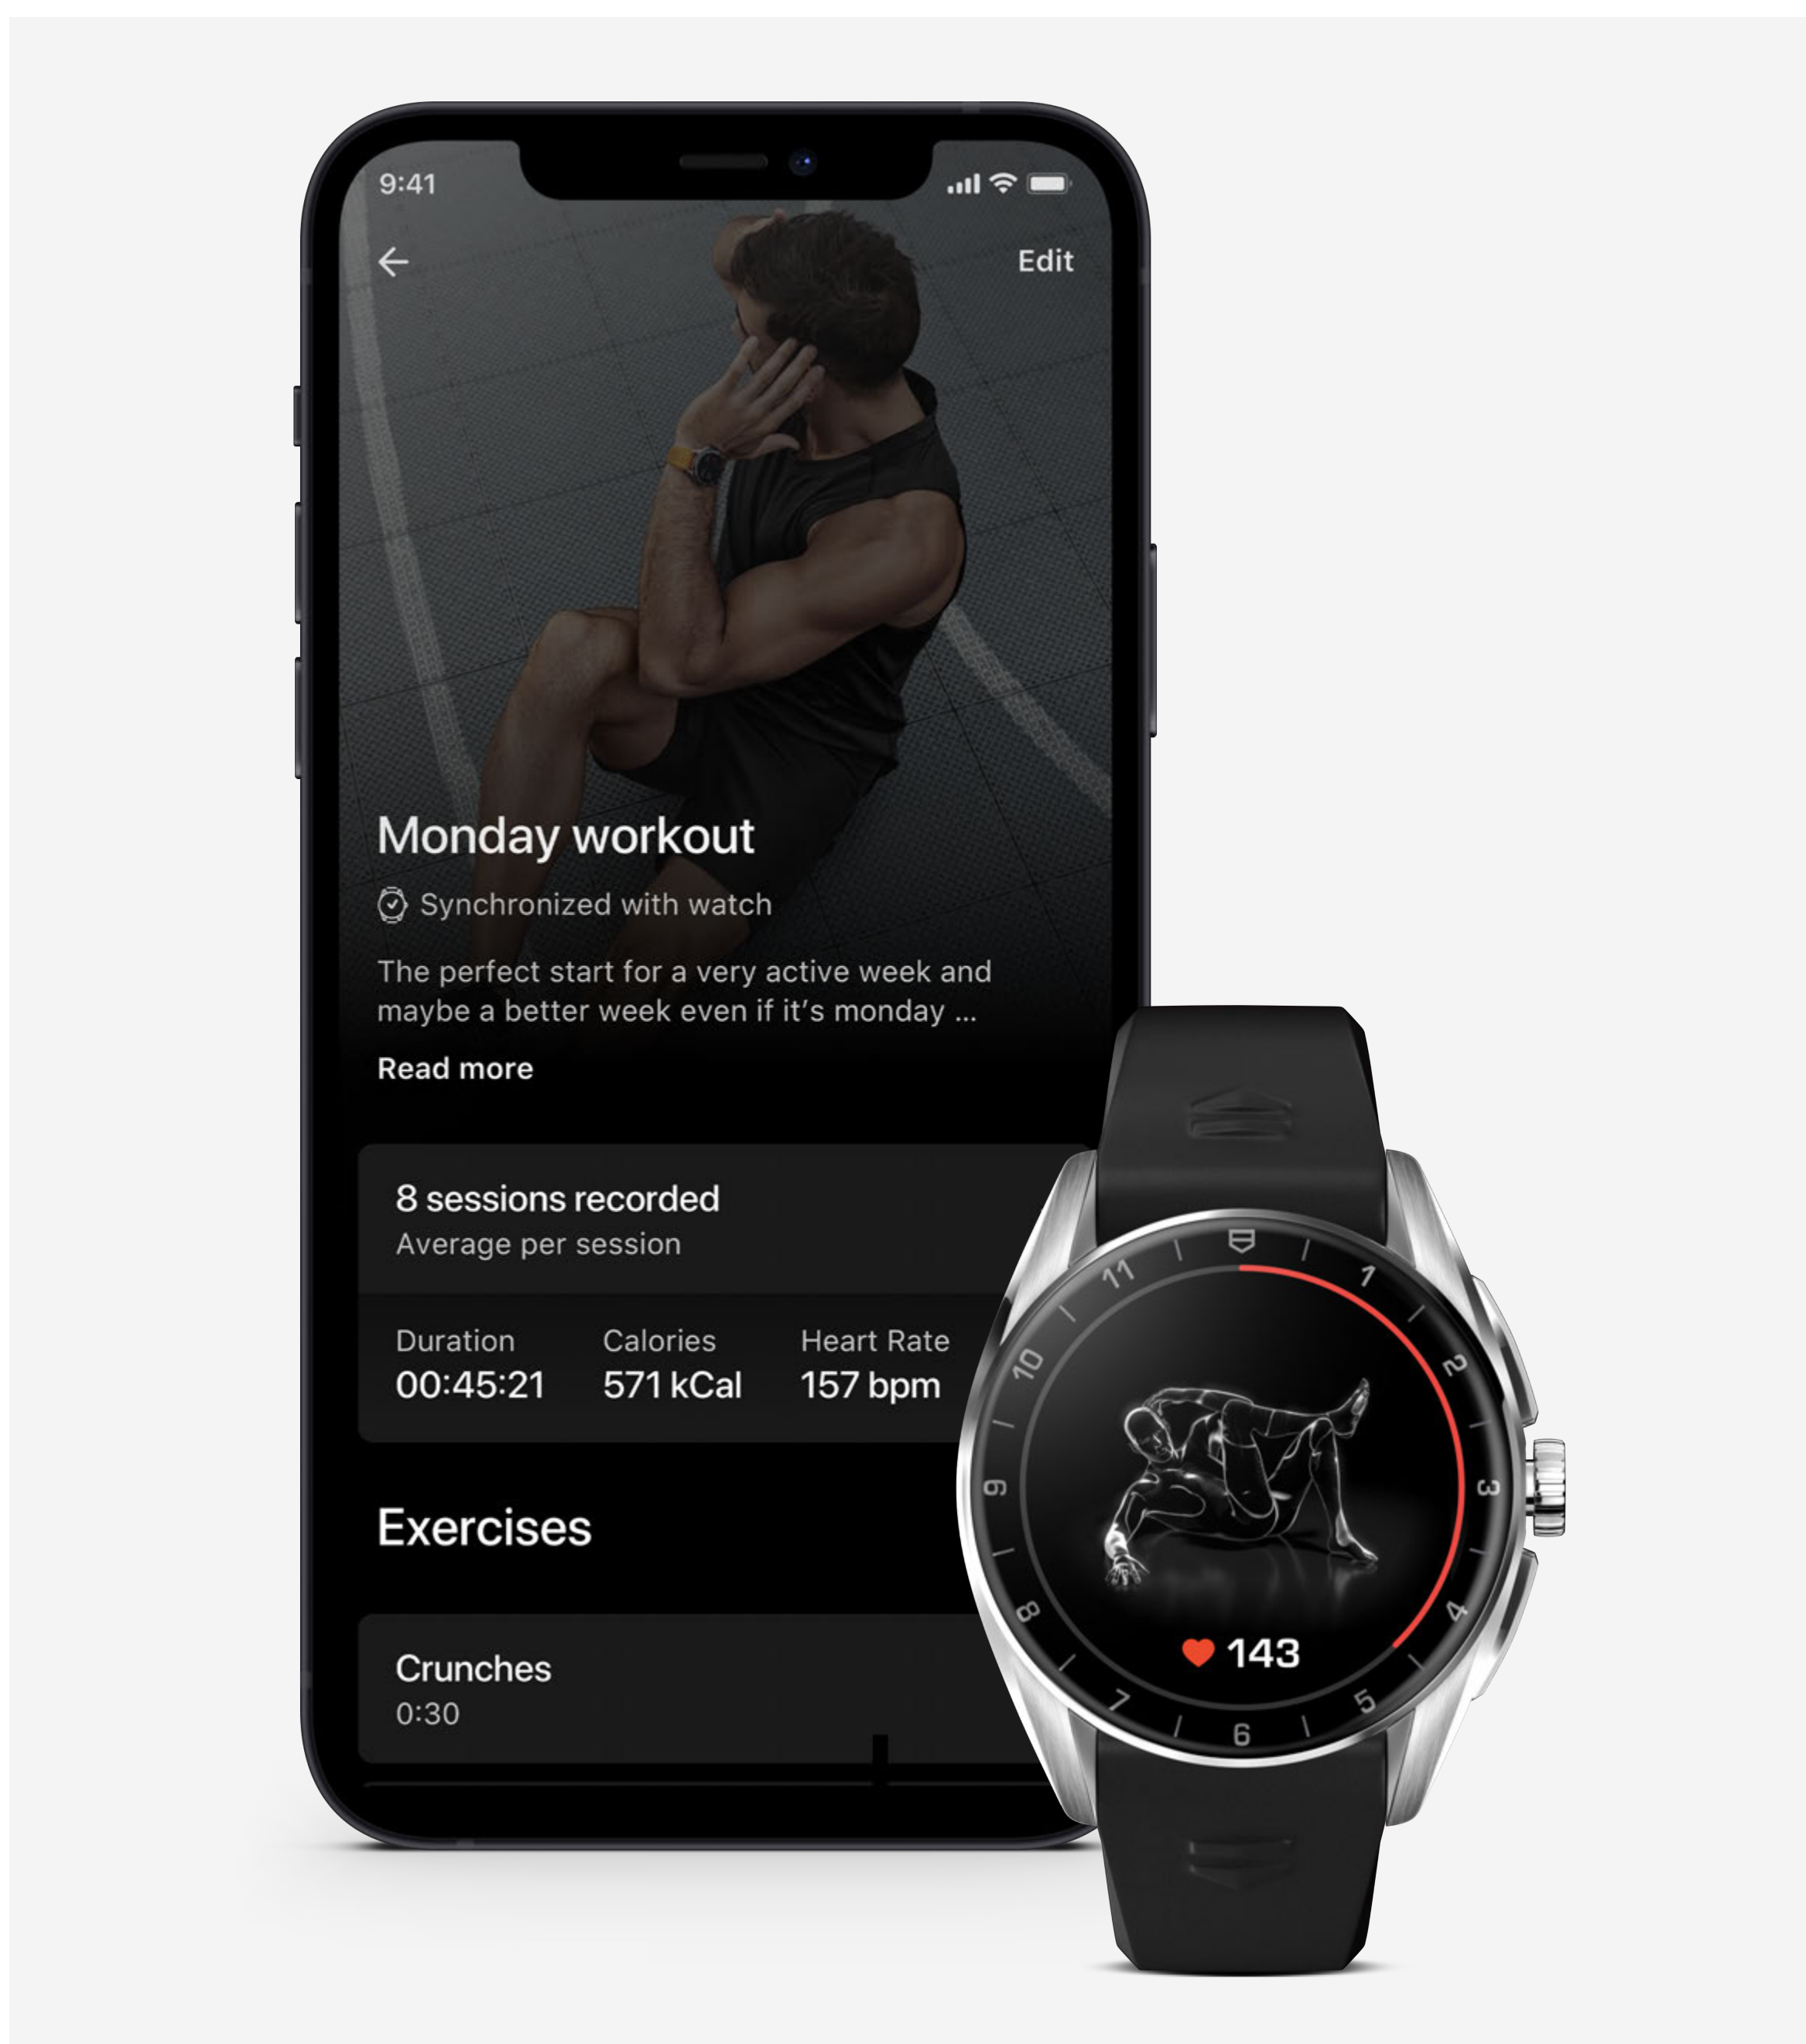 9:41
Edit
Monday workout
Synchronized with watch
The perfect start for a very active week and
maybe a better week even if it’s monday ...
Read more
8 sessions recorded
Average per session
Duration Calories Heart Rate
00:45:21 571 kCal 157 bpm
Exercises
Crunches
0:30
1
2
3
4
5
6
7
8
9
10
11
143